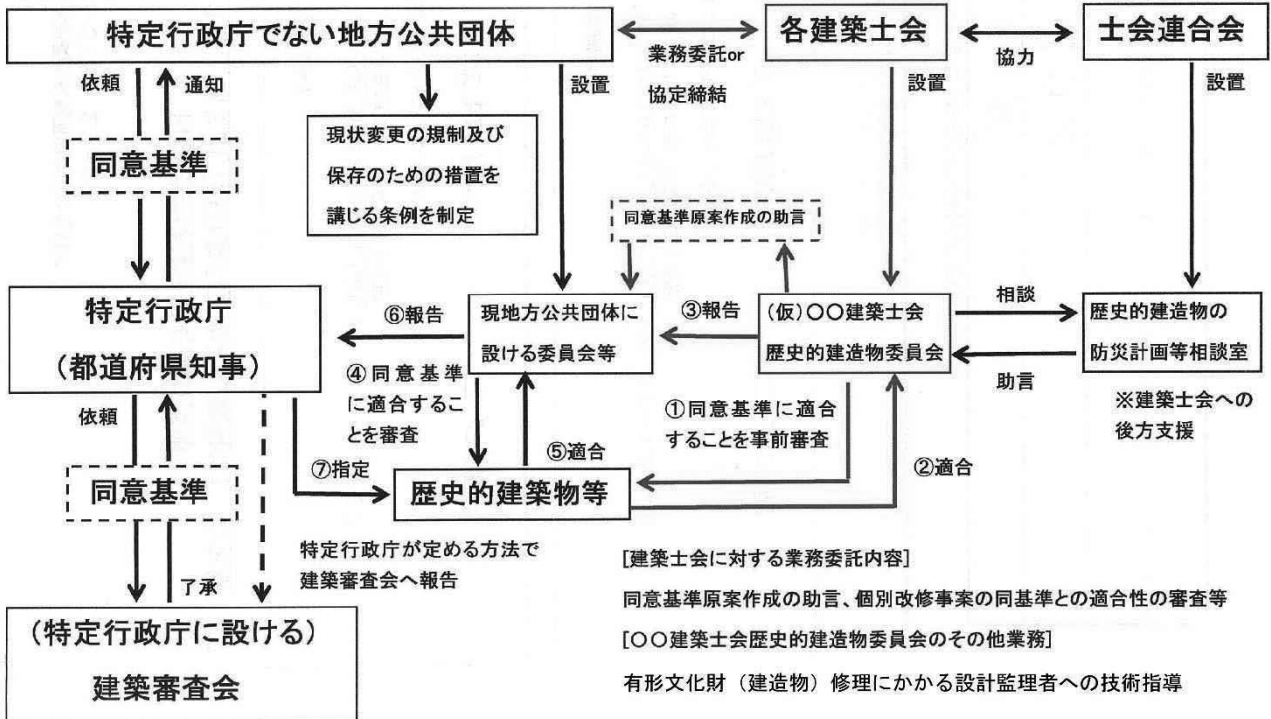 特定行政庁でない地方公共団体
業務委託or
協定締結
各建築士会
協力
士会連合会
依頼
通知
設置
設置
設置
同意基準
現状変更の規制及び
保存のための措置を
講じる条例を制定
同意基準原案作成の助言
特定行政庁
(都道府県知事)
⑥報告
現地方公共団体に
設ける委員会等
③報告
(仮)〇〇建築士会
歴史的建造物委員会
相談
助言
歴史的建造物の
防災計画等相談室
※建築士会への
後方支援
④同意基準
に適合するこ
とを審査
⑤適合
①同意基準に適合
することを事前審査
②適合
依頼
同意基準
⑦指定
歴史的建築物等
特定行政庁が定める方法で
建築審査会へ報告
了承
(特定行政庁に設ける)
建築審査会
[建築士会に対する業務委託内容]
同意基準原案作成の助言、個別改修事案の同基準との適合性の審査等
[〇〇建築士会歴史的建造物委員会のその他業務]
有形文化財（建造物）修理にかかる設計監理者への技術指導